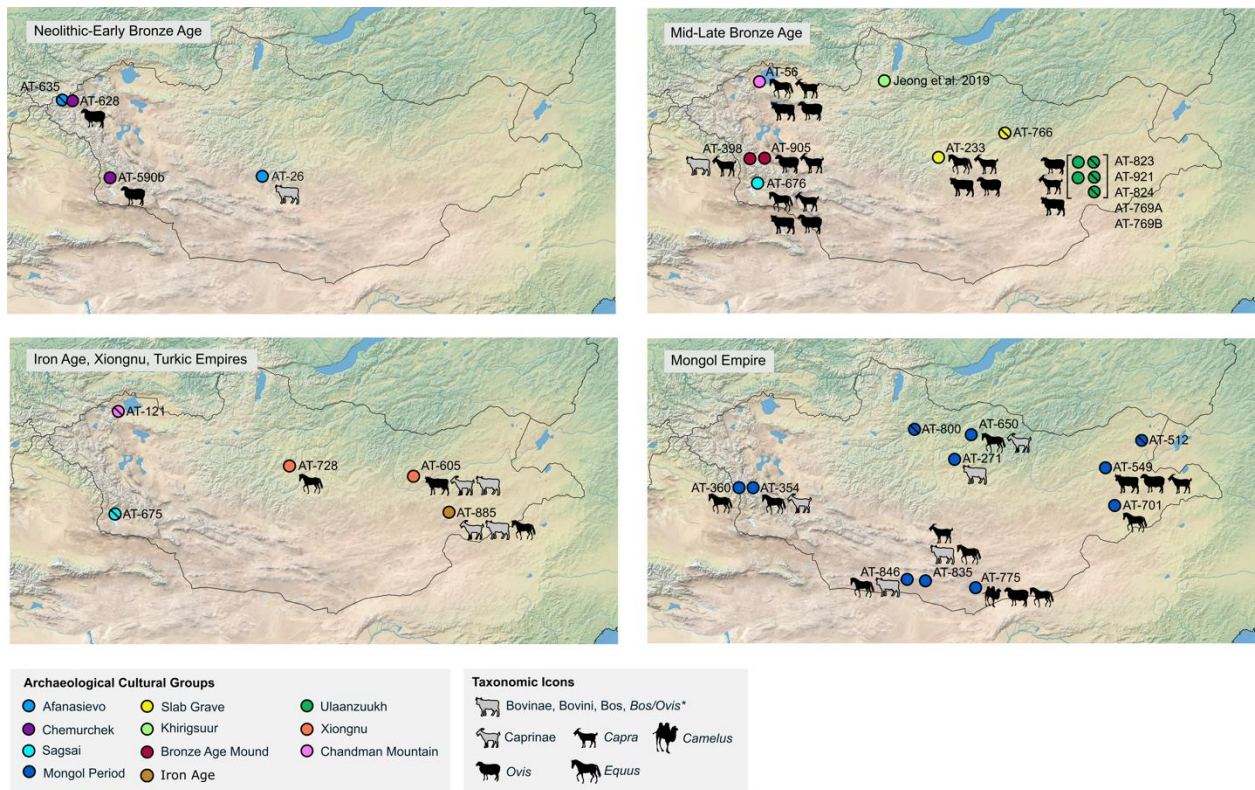 Neolithic-Early Bronze Age
AT-635
AT-628
AT-590b
AT-26
Mid-Late Bronze Age
AT-56
Jeong et al. 2019
AT-766
AT-398
AT-905
AT-233
AT-676
AT-823
AT-921
AT-824
AT-769A
AT-769B
Iron Age, Xiongnu, Turkic Empires
AT-121
AT-728
AT-605
AT-885
AT-675
Mongol Empire
AT-800
AT-650
AT-512
AT-271
AT-549
AT-360
AT-354
AT-701
AT-846
AT-835
AT-775
Archaeological Cultural Groups
Afanasievo
Slab Grave
Ulaanzuukh
Chemurchek
Khirigsuur
Xiongnu
Sagsai
Bronze Age Mound
Chandman Mountain
Mongol Period
Iron Age
Taxonomic Icons
Bovinae, Bovini, Bos, Bos/Ovis*
Caprinae
Capra
Camelus
Ovis
Equus